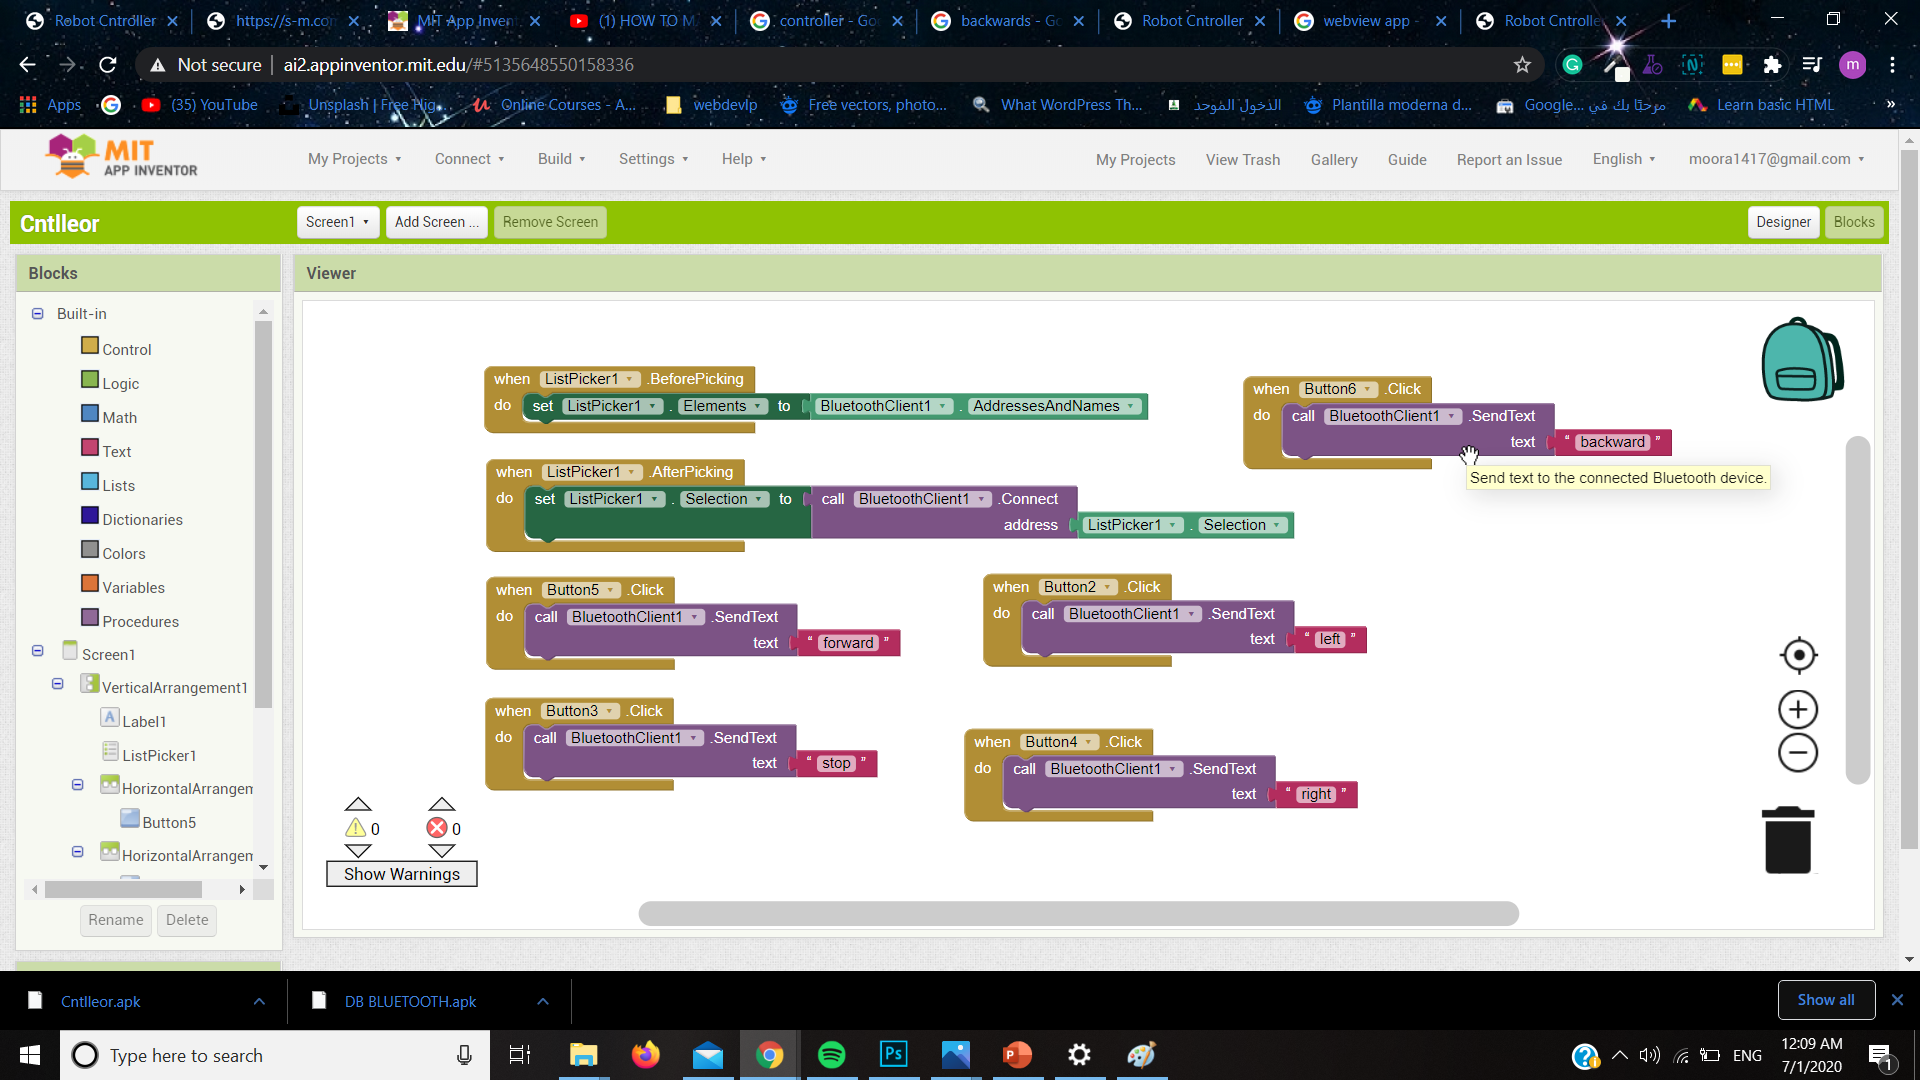 Robot Cntroller
https://s-m.com
MIT App Invent
(1) HOW TO M
controller - Go
backwards - Go
Robot Cntroller
webview app -
Robot Cntrolle
Not secure | ai2.appinventor.mit.edu/#5135648550158336
m
Apps
(35) YouTube
Unsplash | Free Hig...
Online Courses - A...
webdevlp
Free vectors, photo...
What WordPress Th...
الدخول الموحد
Plantilla moderna d...
مرحبًا بك في Google...
Learn basic HTML
»
MIT
APP INVENTOR
My Projects
Connect
Build
Settings
Help
My Projects
View Trash
Gallery
Guide
Report an Issue
English
moora1417@gmail.com
Cntlleor
Screen1
Add Screen ...
Remove Screen
Designer
Blocks
Blocks
Viewer
Built-in
Control
Logic
Math
Text
Lists
Dictionaries
Colors
Variables
Procedures
Screen1
VerticalArrangement1
A Label1
ListPicker1
HorizontalArrangem
Button5
HorizontalArrangem
Rename
Delete
when ListPicker1 .BeforePicking
do set ListPicker1 . Elements to BluetoothClient1 . AddressesAndNames
when ListPicker1 .AfterPicking
do set ListPicker1 . Selection to call BluetoothClient1 .Connect
address ListPicker1 . Selection
when Button5 .Click
do call BluetoothClient1 .SendText
text “ forward ”
when Button3 .Click
do call BluetoothClient1 .SendText
text “ stop ”
when Button6 .Click
do call BluetoothClient1 .SendText
text “ backward ”
Send text to the connected Bluetooth device.
when Button2 .Click
do call BluetoothClient1 .SendText
text “ left ”
when Button4 .Click
do call BluetoothClient1 .SendText
text “ right ”
0
0
Show Warnings
Cntlleor.apk
DB BLUETOOTH.apk
Show all
Type here to search
Ps
P
ENG
12:09 AM
7/1/2020
1